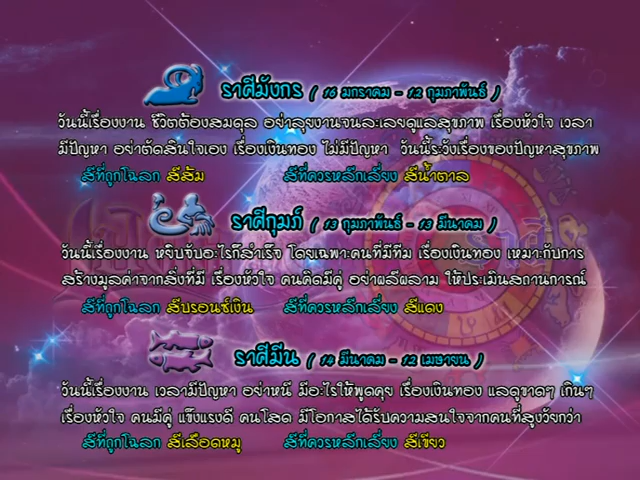 ราศีมังกร ( 16 มกราคม - 12 กุมภาพันธ์ )
วันนี้เรื่องงาน ชีวิตต้องสมดุล อย่าลุยงานจนละเลยดูแลสุขภาพ เรื่องหัวใจ เวลา
มีปัญหา อย่าตัดสินใจเอง เรื่องเงินทอง ไม่มีปัญหา วันนี้ระวังเรื่องของปัญหาสุขภาพ
สีที่ถูกโฉลก สีส้ม สีที่ควรหลีกเลี่ยง สีน้ำตาล
ราศีกุมภ์ ( 13 กุมภาพันธ์ - 13 มีนาคม )
วันนี้เรื่องงาน หยิบจับอะไรก็สำเร็จ โดยเฉพาะคนที่มีทีม เรื่องเงินทอง เหมาะกับการ
สร้างมูลค่าจากสิ่งที่มี เรื่องหัวใจ คนคิดมีคู่ อย่าผลีผลาม ให้ประเมินสถานการณ์
สีที่ถูกโฉลก สีบรอนซ์เงิน สีที่ควรหลีกเลี่ยง สีแดง
ราศีมีน ( 14 มีนาคม - 12 เมษายน )
วันนี้เรื่องงาน เวลามีปัญหา อย่าหนี มีอะไรให้พูดคุย เรื่องเงินทอง แลดูขาดๆ เกินๆ
เรื่องหัวใจ คนมีคู่ แข็งแรงดี คนโสด มีโอกาสได้รับความสนใจจากคนที่สูงวัยกว่า
สีที่ถูกโฉลก สีเลือดหมู สีที่ควรหลีกเลี่ยง สีเขียว